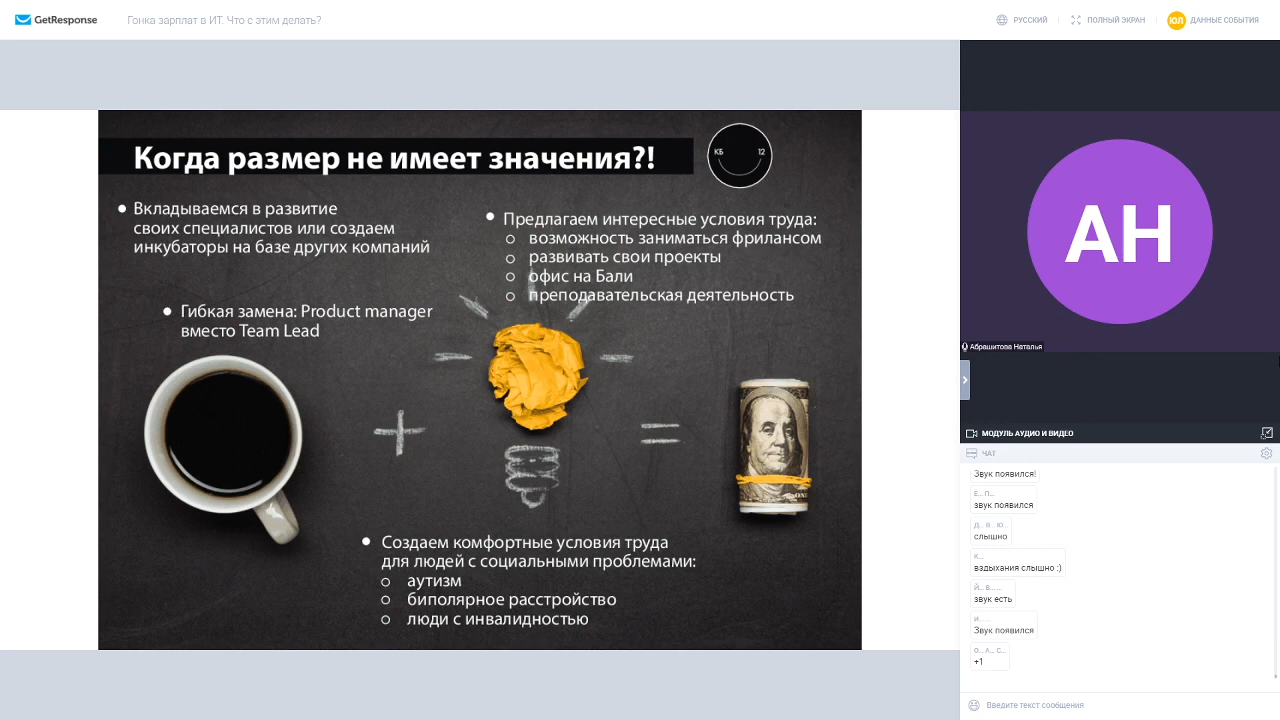 GetResponse
Гонка зарплат в ИТ. Что с этим делать?
РУССКИЙ
ПОЛНЫЙ ЭКРАН
ЮЛ
ДАННЫЕ СОБЫТИЯ
Когда размер не имеет значения?!
КБ 12
Вкладываемся в развитие
своих специалистов или создаем
инкубаторы на базе других компаний
Предлагаем интересные условия труда:
возможность заниматься фрилансом
развивать свои проекты
офис на Бали
преподавательская деятельность
Гибкая замена: Product manager
вместо Team Lead
Создаем комфортные условия труда
для людей с социальными проблемами:
аутизм
биполярное расстройство
люди с инвалидностью
АН
Абрашитова Наталья
МОДУЛЬ АУДИО И ВИДЕО
ЧАТ
Звук появился!
Е... П...
звук появился
Д... Я... Ю...
слышно
К...
вздыхания слышно :)
Й... В......
звук есть
И......
Звук появился
О... А... С...
+1
Введите текст сообщения